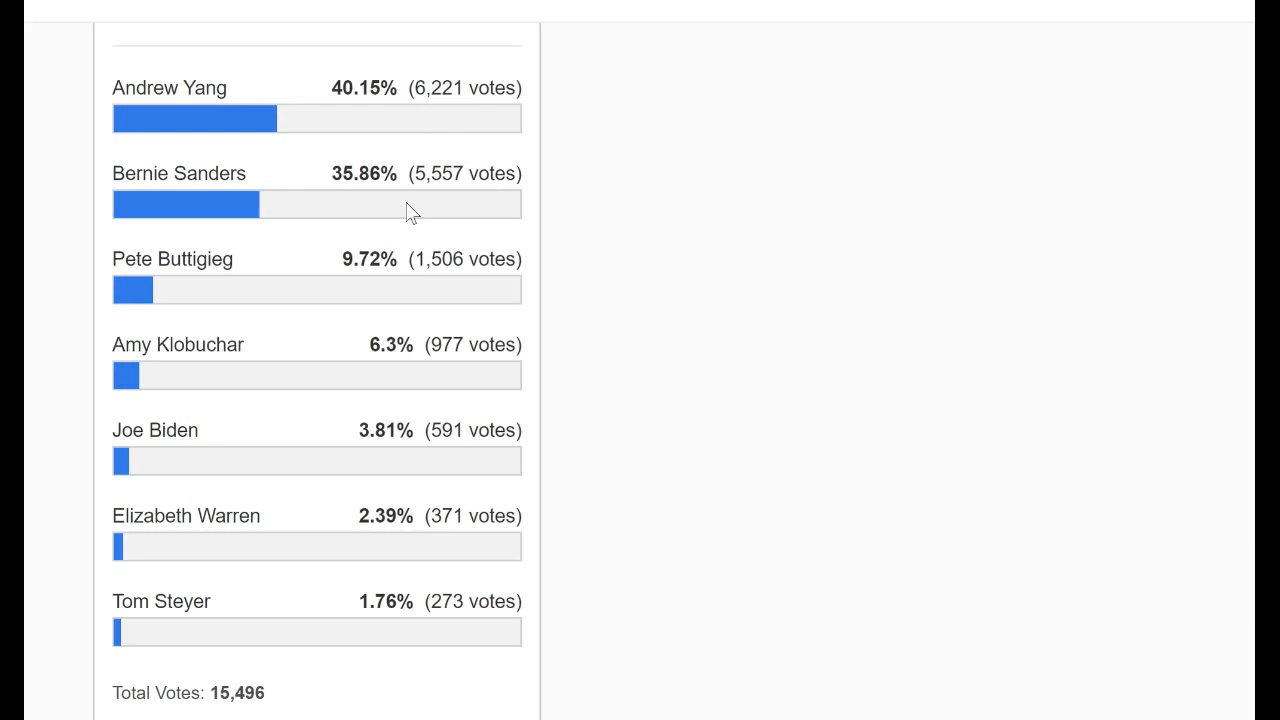 Andrew Yang 40.15% (6,221 votes)
Bernie Sanders 35.86% (5,557 votes)
Pete Buttigieg 9.72% (1,506 votes)
Amy Klobuchar 6.3% (977 votes)
Joe Biden 3.81% (591 votes)
Elizabeth Warren 2.39% (371 votes)
Tom Steyer 1.76% (273 votes)
Total Votes: 15,496